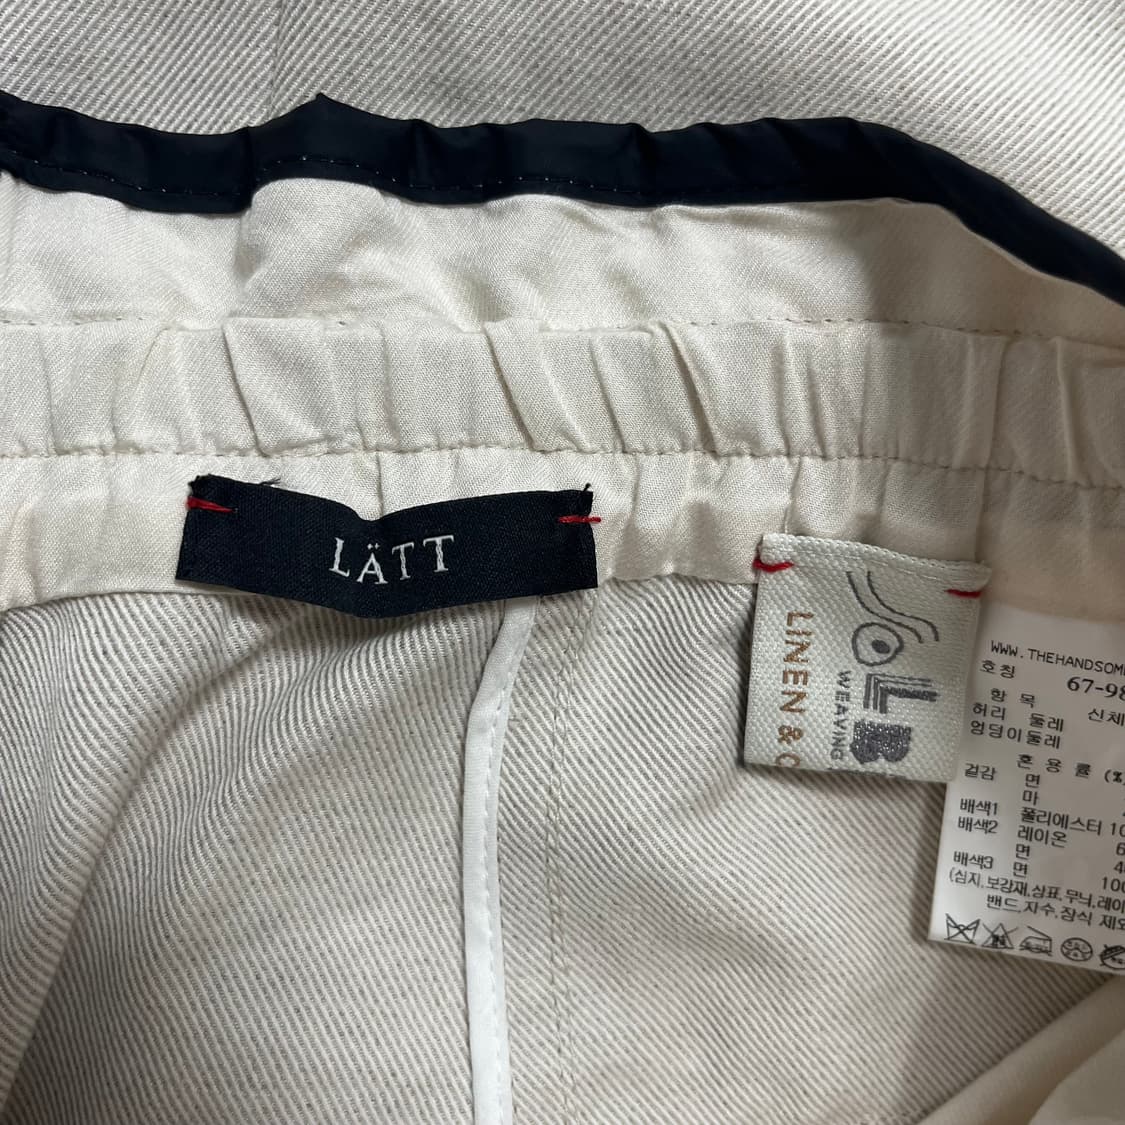 LÄTT
SOLB
WEAVING
LINEN & C
WWW.THEHANDSOM
호칭 67-98
항 목 신체
허리 둘레
엉덩이둘레
혼 용 률 (%
겉감 면
마
배색1 폴리에스터 10
배색2 레이온 6
면 4
배색3 면 100
(심지,보강재,상표,무늬,레이
밴드,자수,장식 제외